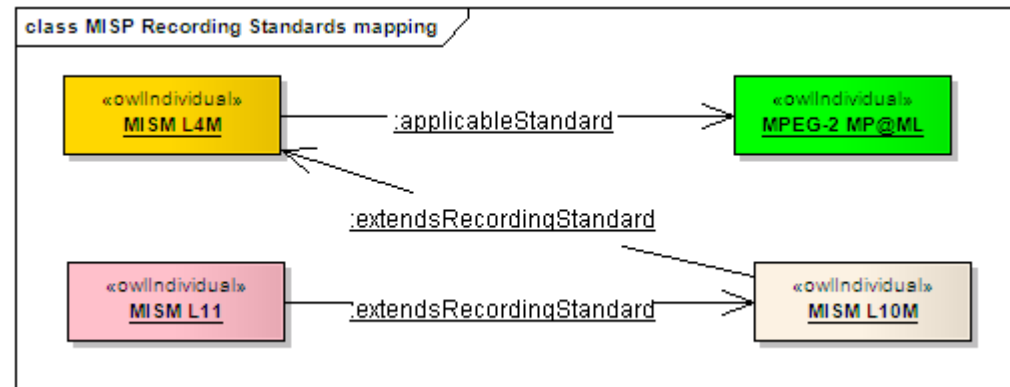 class MISP Recording Standards mapping
«owlIndividual»
MISM L4M
:applicableStandard
«owlIndividual»
MPEG-2 MP@ML
:extendsRecordingStandard
«owlIndividual»
MISM L11
:extendsRecordingStandard
«owlIndividual»
MISM L10M